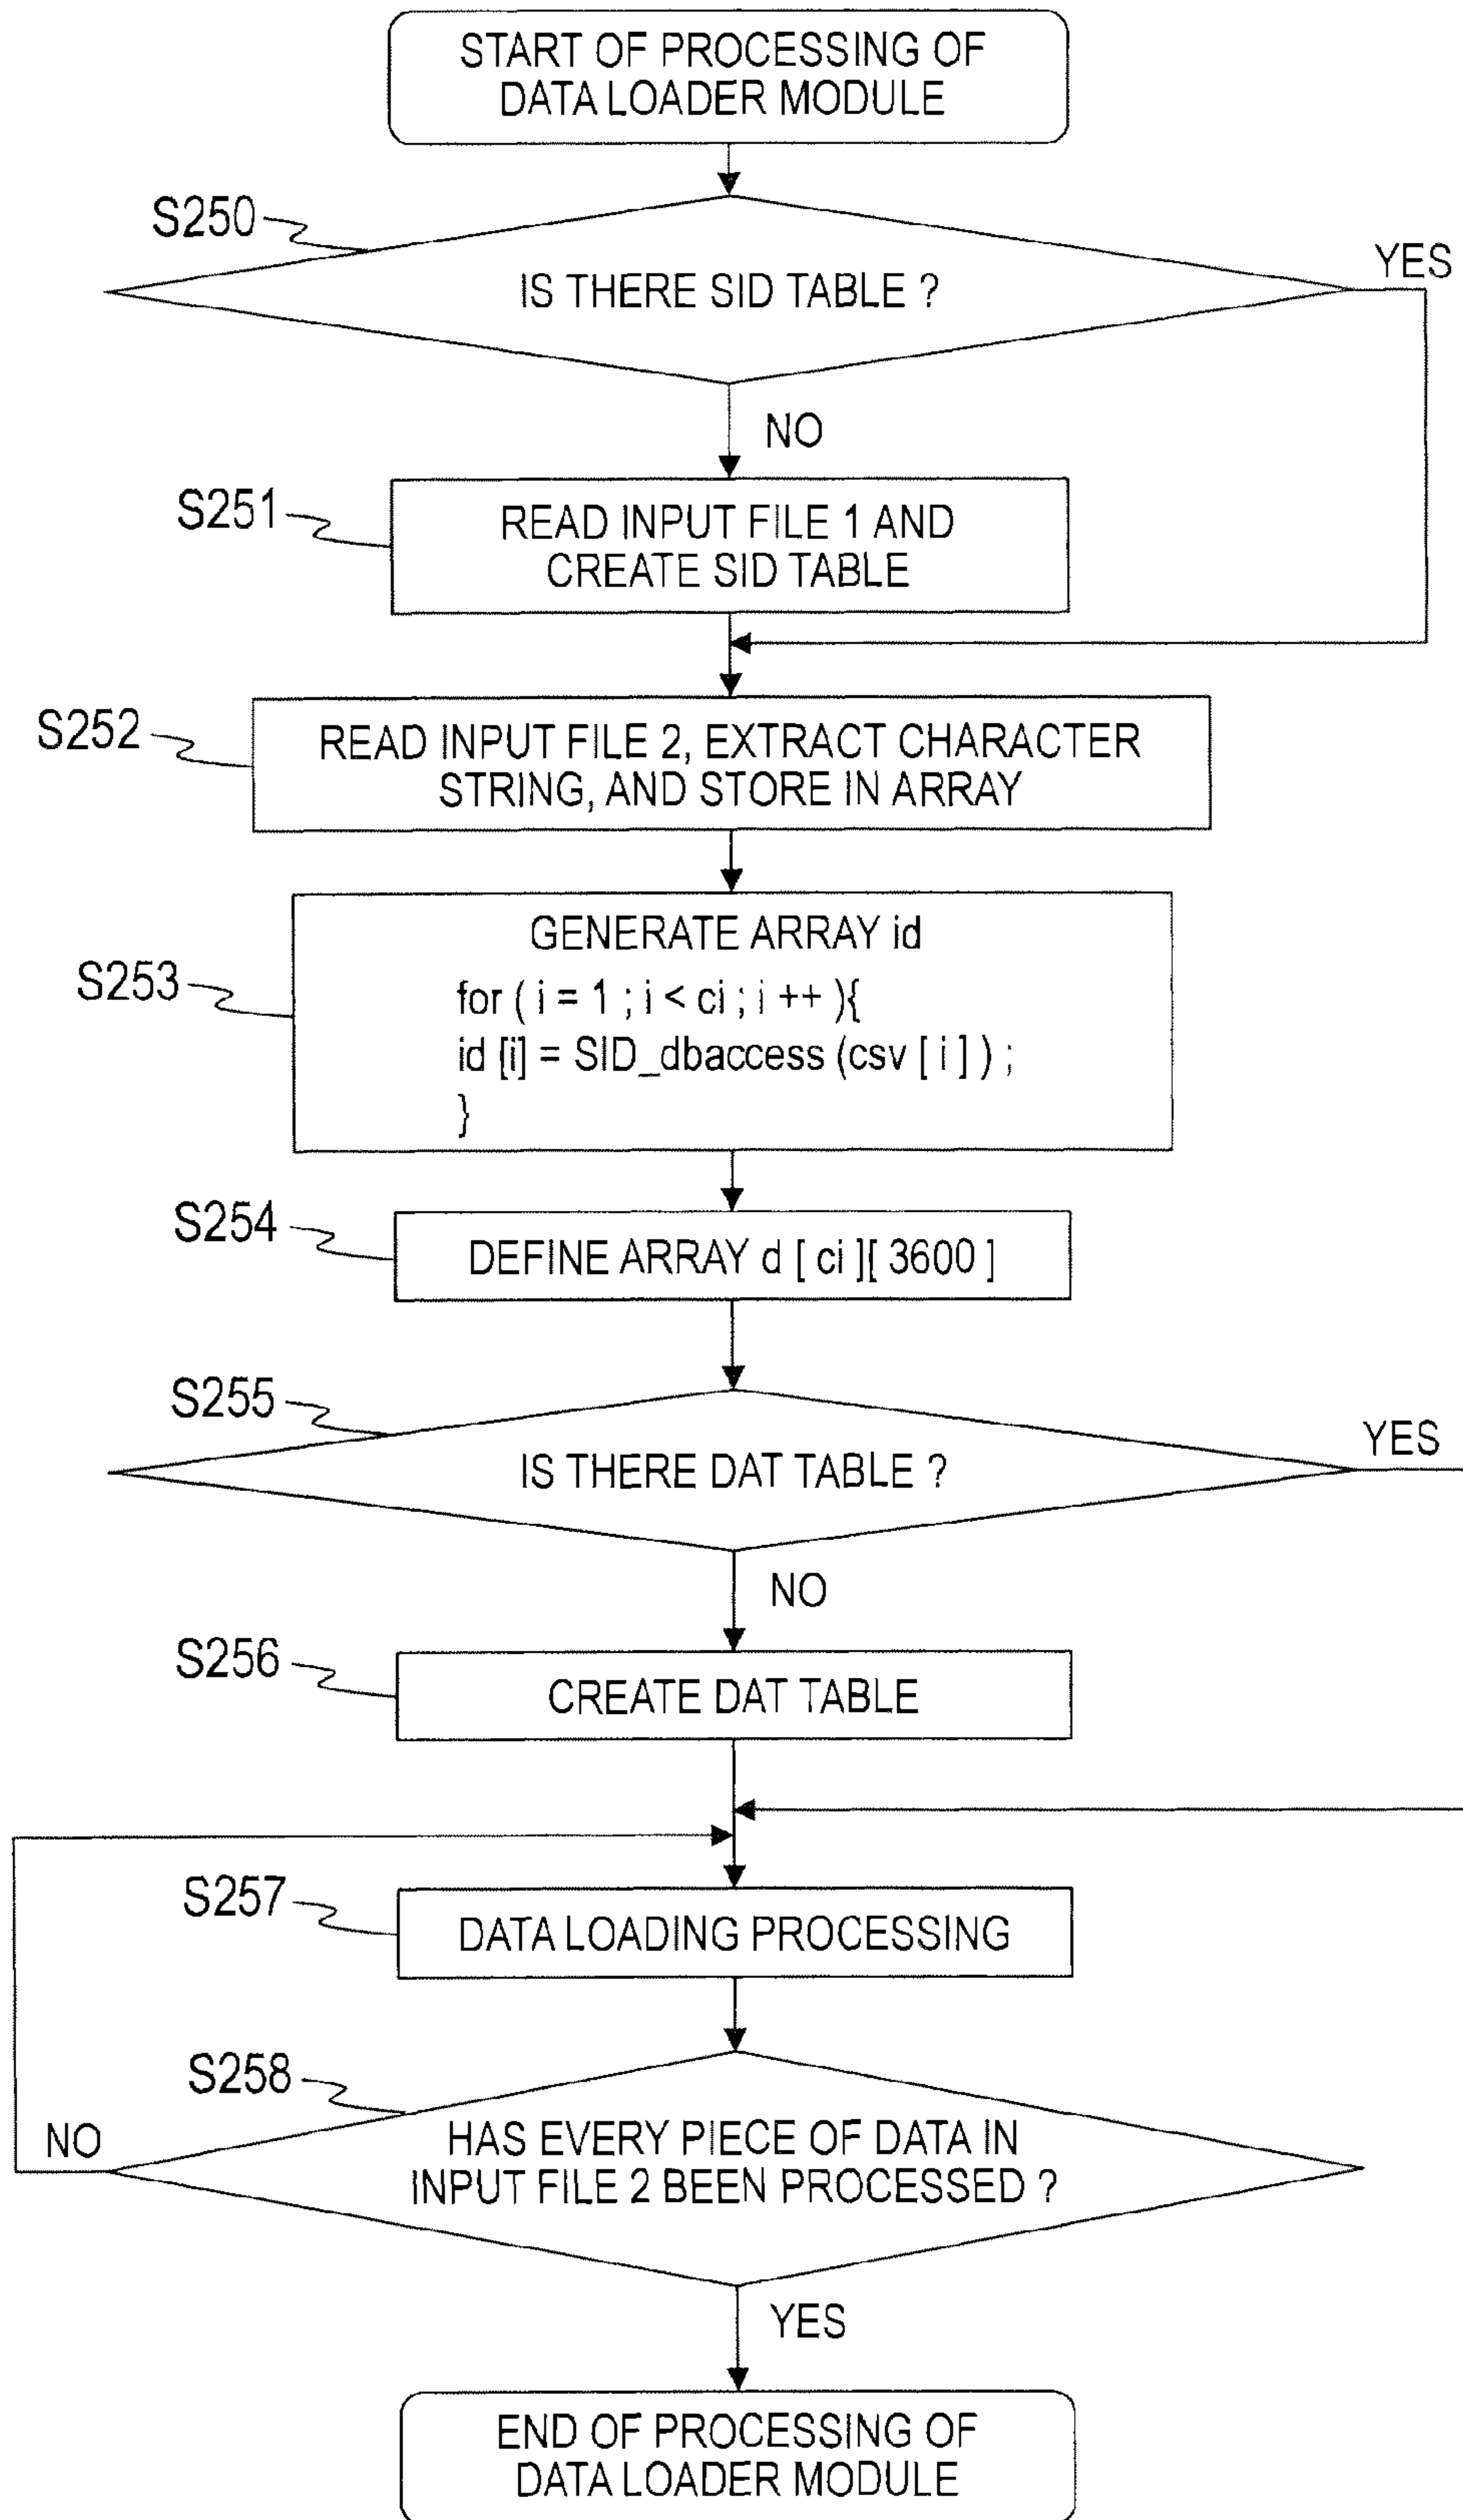 START OF PROCESSING OF
DATA LOADER MODULE
S250
IS THERE SID TABLE ?
YES
NO
S251
READ INPUT FILE 1 AND
CREATE SID TABLE
S252
READ INPUT FILE 2, EXTRACT CHARACTER
STRING, AND STORE IN ARRAY
S253
GENERATE ARRAY id
for ( i = 1 ; i < ci ; i ++ ){
id [i] = SID_dbaccess (csv [ i ] ) ;
}
S254
DEFINE ARRAY d [ ci ][ 3600 ]
S255
IS THERE DAT TABLE ?
YES
NO
S256
CREATE DAT TABLE
S257
DATA LOADING PROCESSING
S258
HAS EVERY PIECE OF DATA IN
INPUT FILE 2 BEEN PROCESSED ?
NO
YES
END OF PROCESSING OF
DATA LOADER MODULE